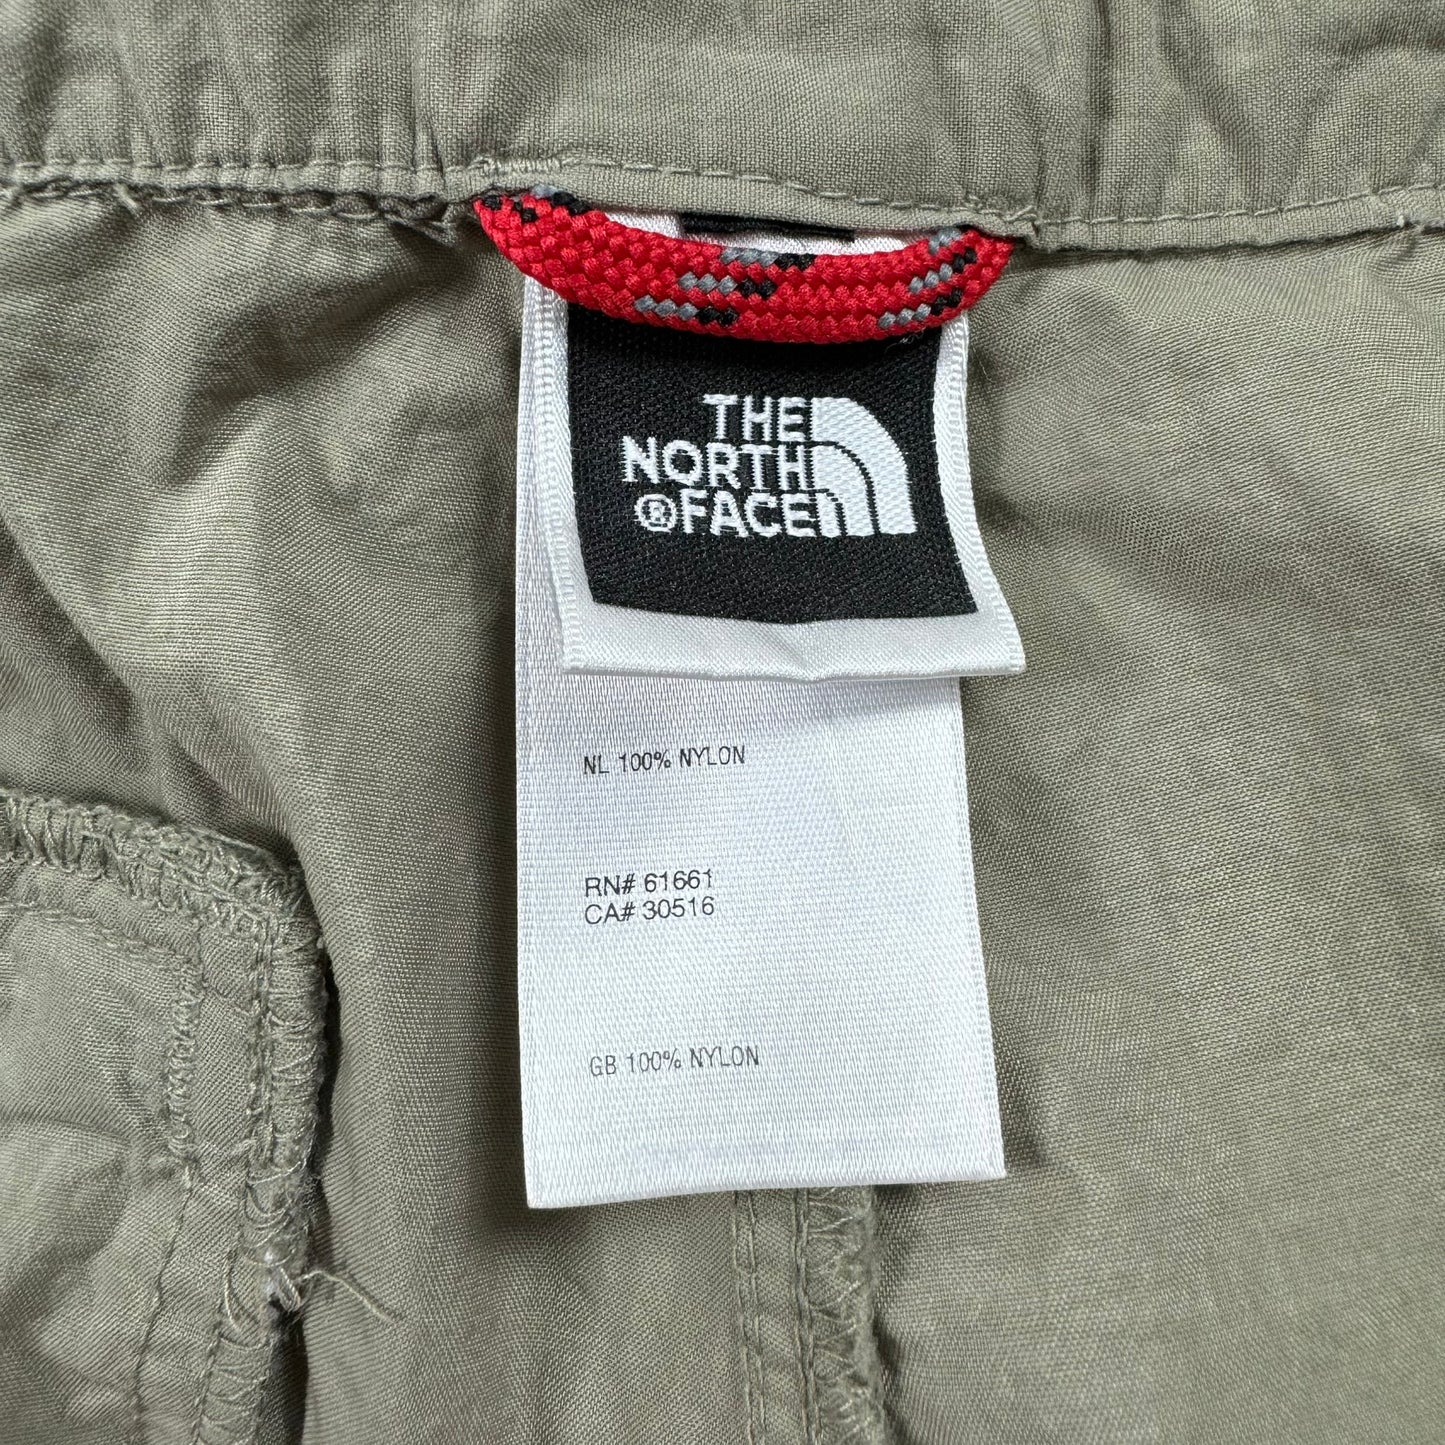 THE
NORTH
®FACE
NL 100% NYLON
RN# 61661
CA# 30516
GB 100% NYLON